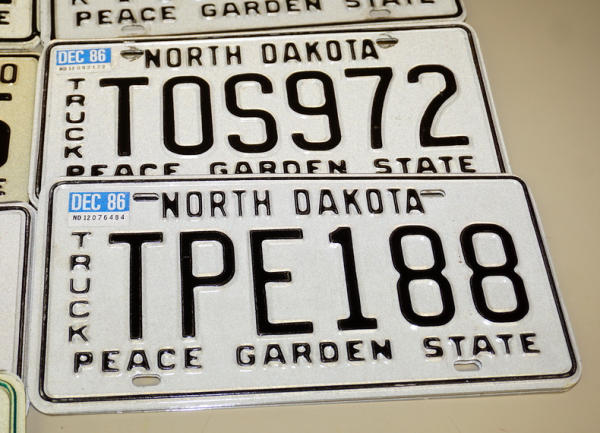 PEACE GARDEN STATE
DEC 86
NORTH DAKOTA
TRUCK
TOS972
PEACE GARDEN STATE
DEC 86
ND 12076484
NORTH DAKOTA
TRUCK
TPE188
PEACE GARDEN STATE